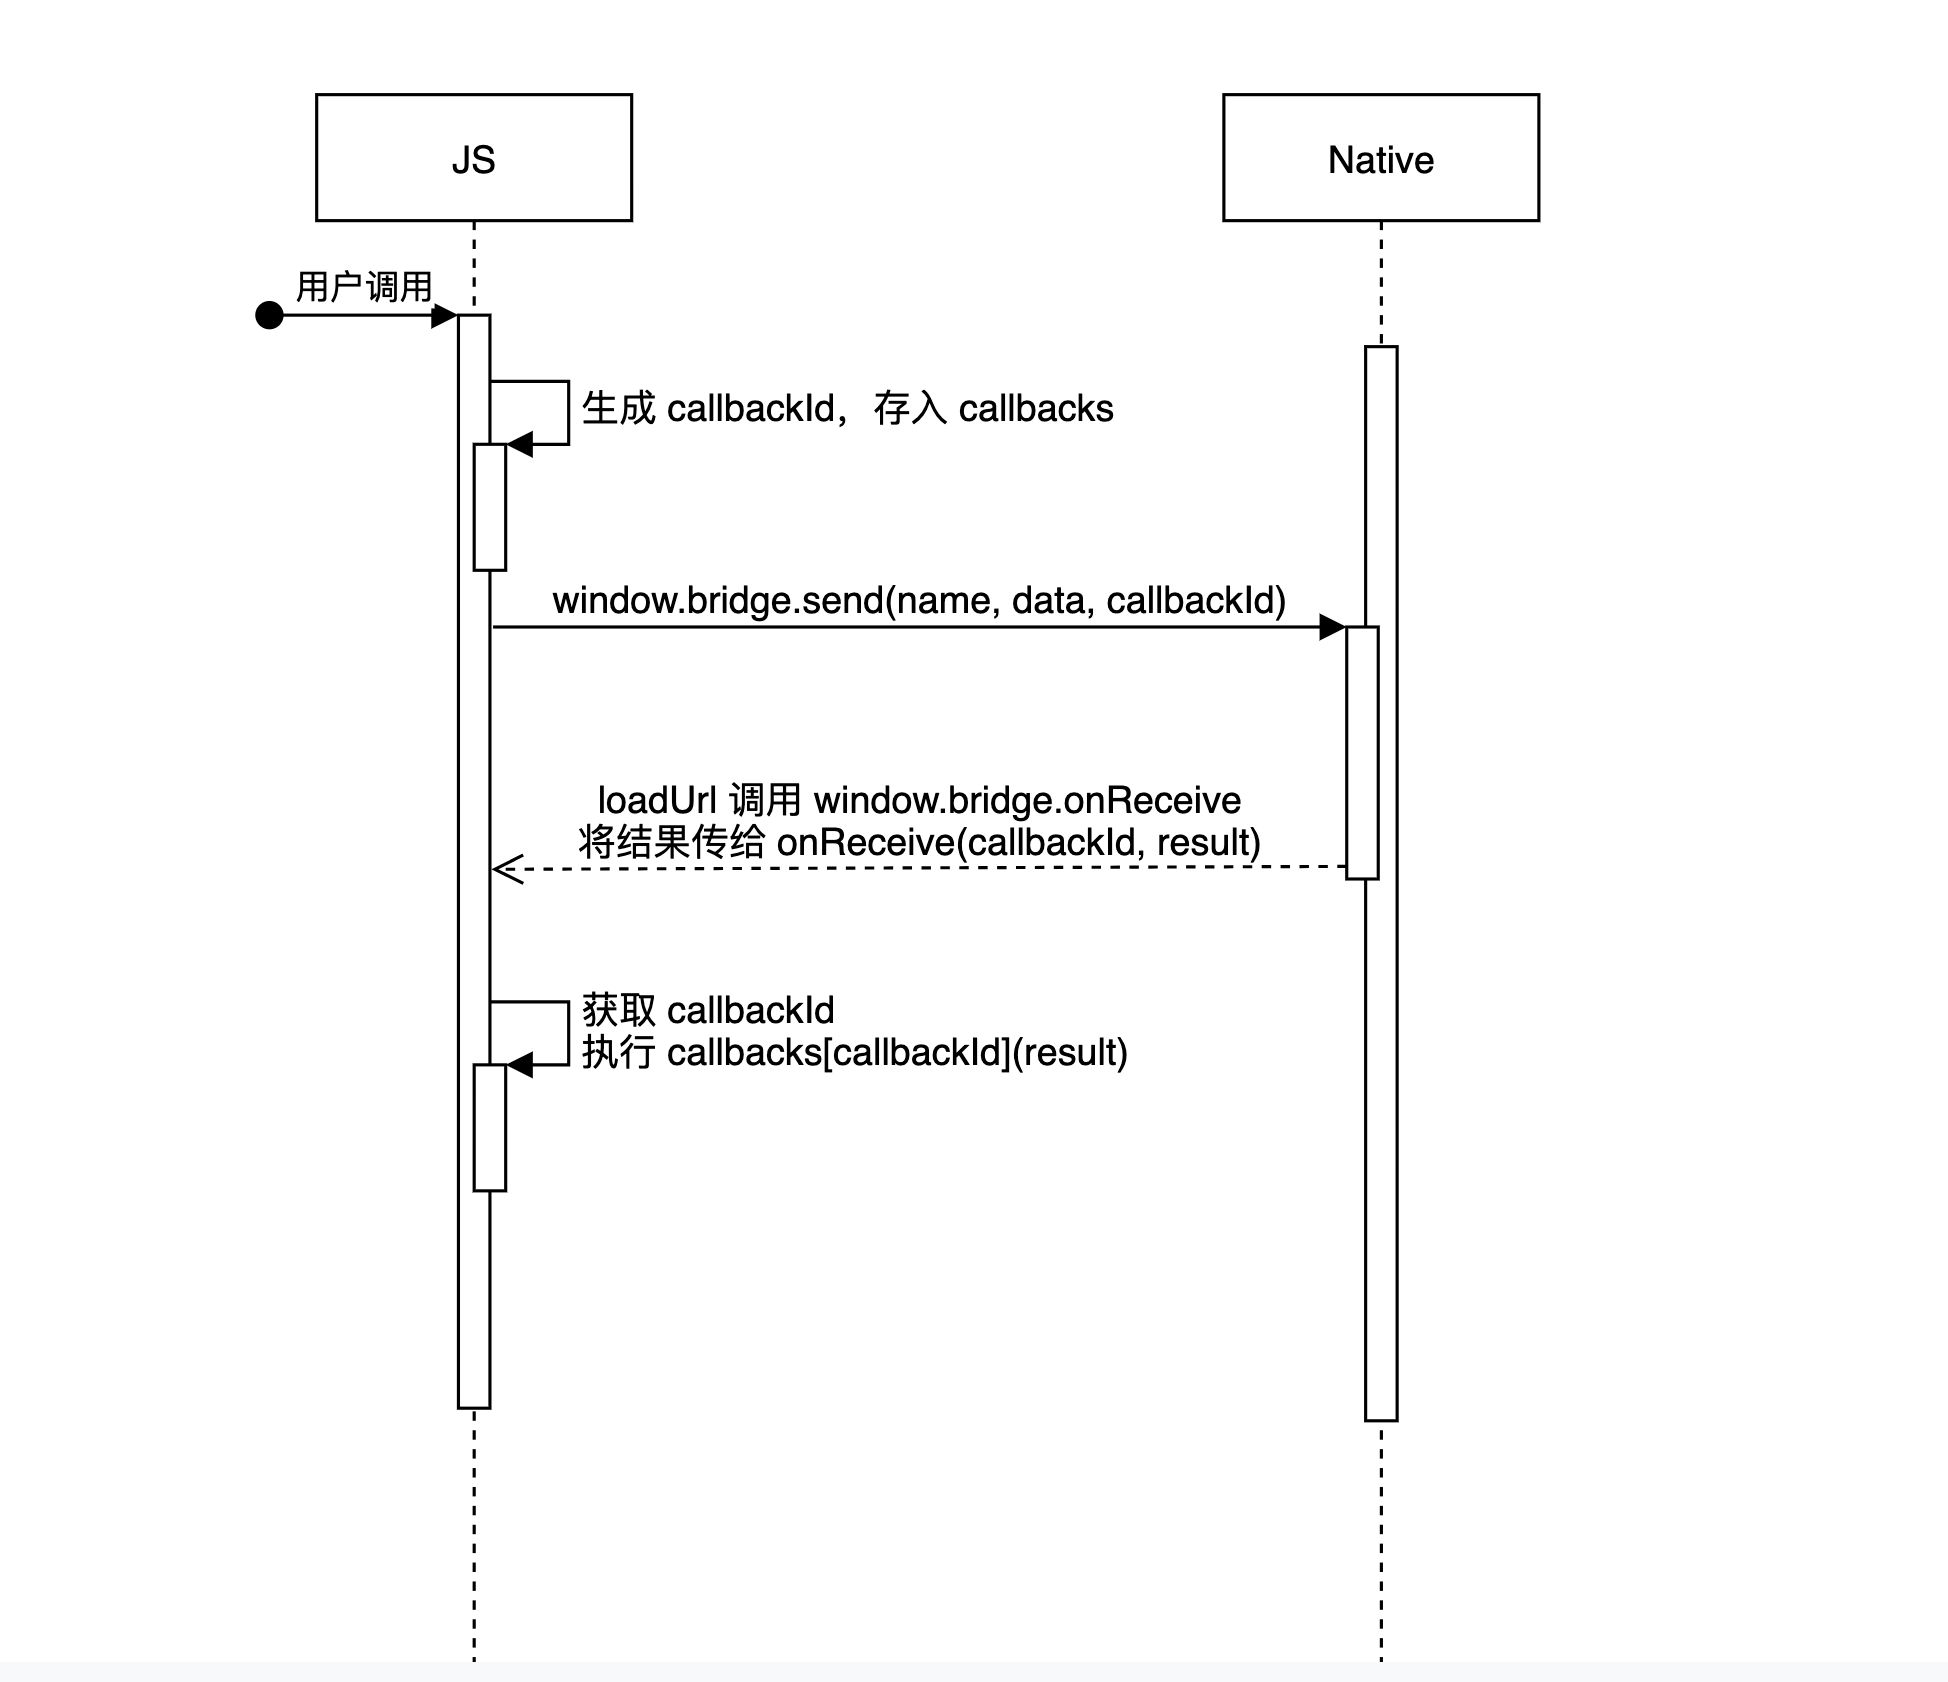 JS
Native
用户调用
生成 callbackId，存入 callbacks
window.bridge.send(name, data, callbackId)
loadUrl 调用 window.bridge.onReceive
将结果传给 onReceive(callbackId, result)
获取 callbackId
执行 callbacks[callbackId](result)